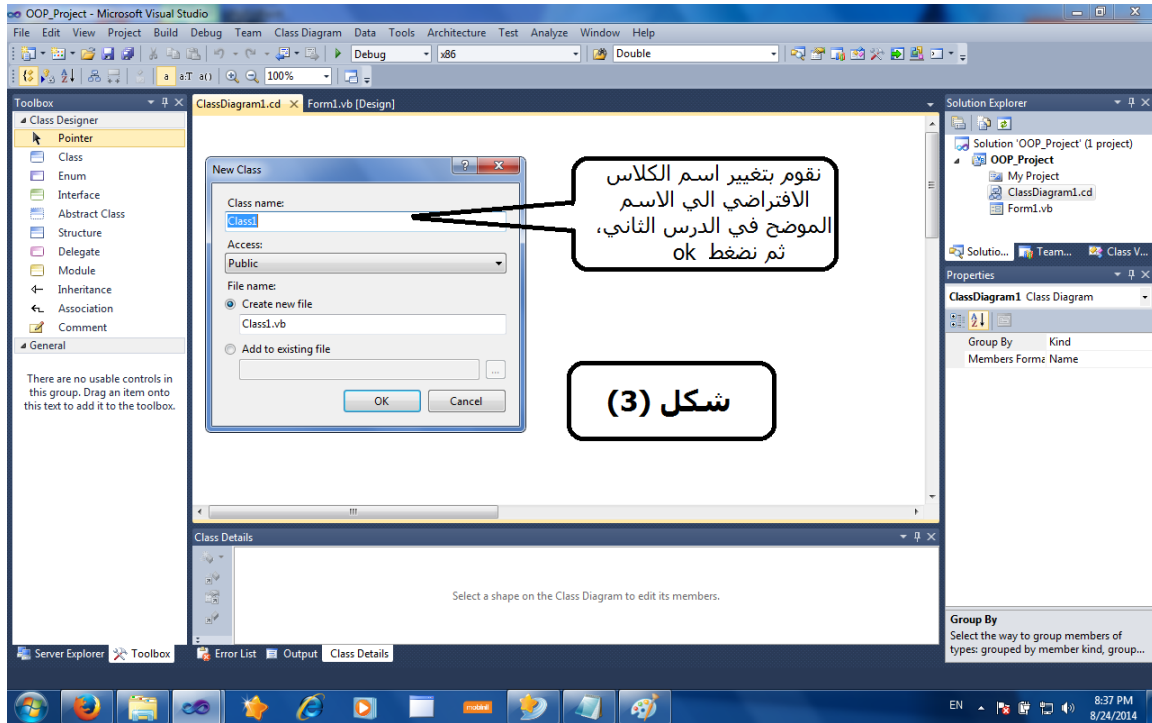 OOP_Project - Microsoft Visual Studio
File Edit View Project Build Debug Team Class Diagram Data Tools Architecture Test Analyze Window Help
Debug x86 Double
a a:T a() 100%
Toolbox
Class Designer
Pointer
Class
Enum
Interface
Abstract Class
Structure
Delegate
Module
Inheritance
Association
Comment
General
There are no usable controls in
this group. Drag an item onto
this text to add it to the toolbox.
ClassDiagram1.cd Form1.vb [Design]
New Class
Class name:
Class1
Access:
Public
File name:
Create new file
Class1.vb
Add to existing file
...
OK Cancel
نقوم بتغيير اسم الكلاس
الافتراضي الي الاسم
الموضح في الدرس الثاني،
ثم نضغط ok
شكل (3)
Class Details
Select a shape on the Class Diagram to edit its members.
Solution Explorer
Solution 'OOP_Project' (1 project)
OOP_Project
My Project
ClassDiagram1.cd
Form1.vb
Solutio... Team... Class V...
Properties
ClassDiagram1 Class Diagram
Group By Kind
Members Forma Name
Group By
Select the way to group members of
types: grouped by member kind, group...
Server Explorer Toolbox Error List Output Class Details
mobinil
EN 8:37 PM
8/24/2014